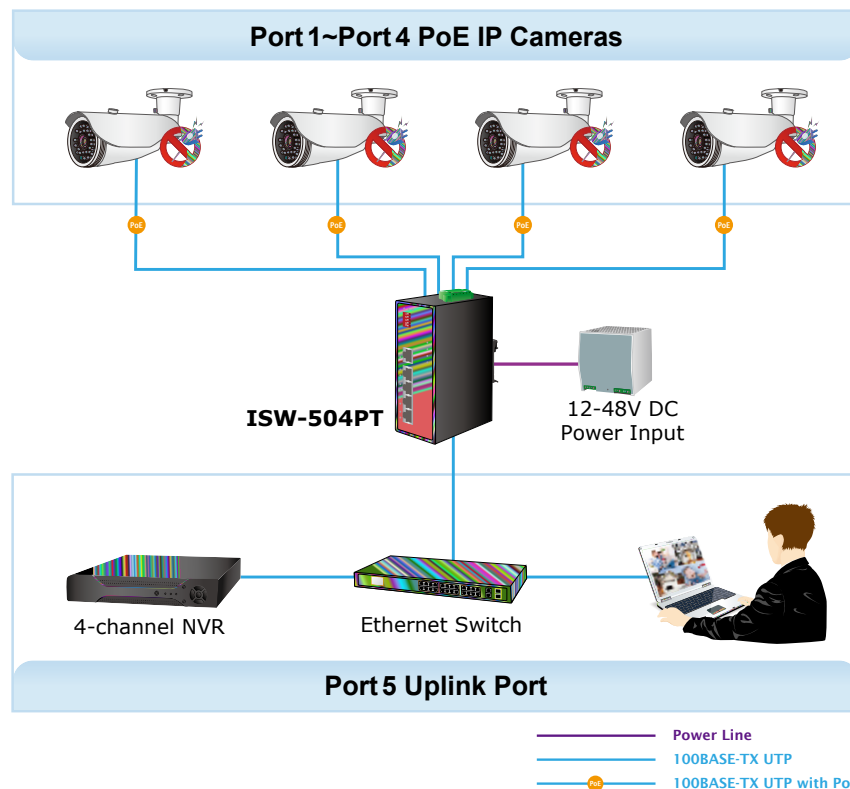 Port 1~Port 4 PoE IP Cameras
PoE
PoE
PoE
PoE
ISW-504PT
12-48V DC
Power Input
4-channel NVR
Ethernet Switch
Port 5 Uplink Port
Power Line
100BASE-TX UTP
PoE
100BASE-TX UTP with Po